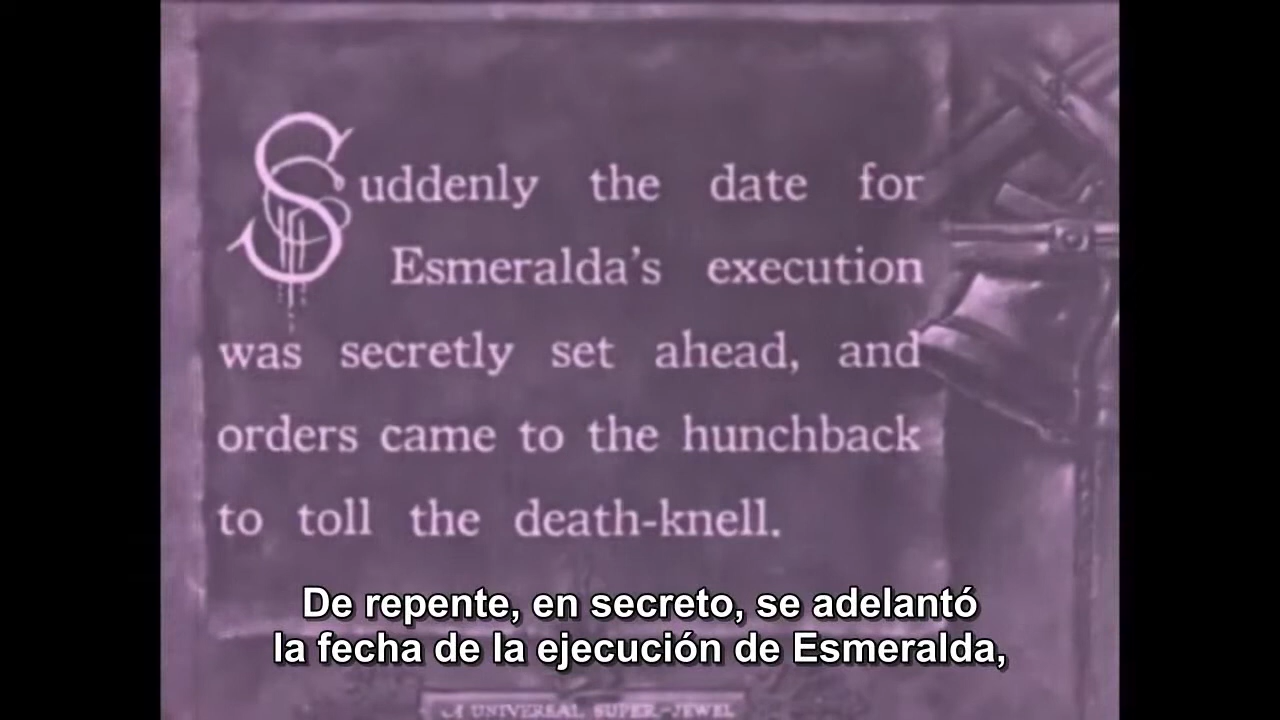 Suddenly the date for
Esmeralda's execution
was secretly set ahead, and
orders came to the hunchback
to toll the death-knell.
De repente, en secreto, se adelantó
la fecha de la ejecución de Esmeralda,
A UNIVERSAL SUPER-JEWEL